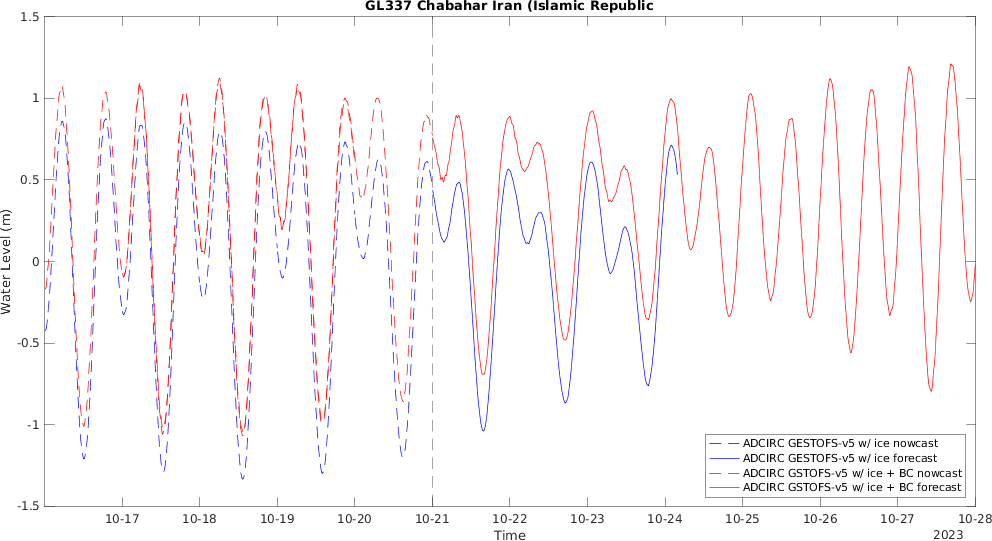 GL337 Chabahar Iran (Islamic Republic
1.5
1
0.5
0
-0.5
-1
-1.5
Water Level (m)
10-17 10-18 10-19 10-20 10-21 10-22 10-23 10-24 10-25 10-26 10-27 10-28
Time
2023
ADCIRC GESTOFS-v5 w/ ice nowcast
ADCIRC GESTOFS-v5 w/ ice forecast
ADCIRC GSTOFS-v5 w/ ice + BC nowcast
ADCIRC GSTOFS-v5 w/ ice + BC forecast